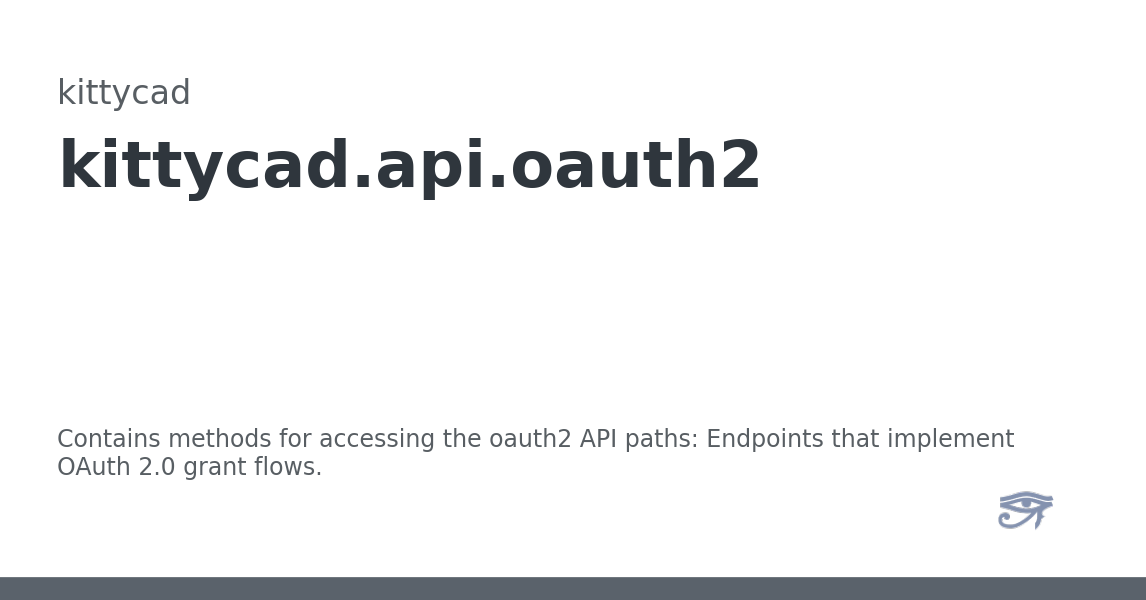 kittycad
kittycad.api.oauth2
Contains methods for accessing the oauth2 API paths: Endpoints that implement
OAuth 2.0 grant flows.